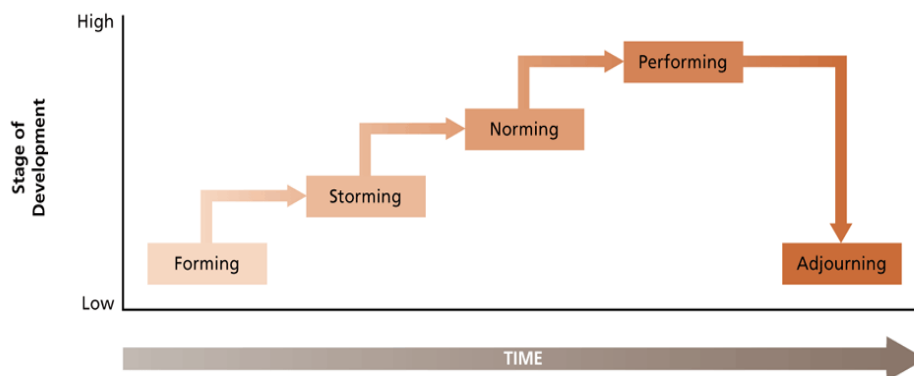 High
Performing
Norming
Stage of
Development
Storming
Forming
Adjourning
Low
TIME